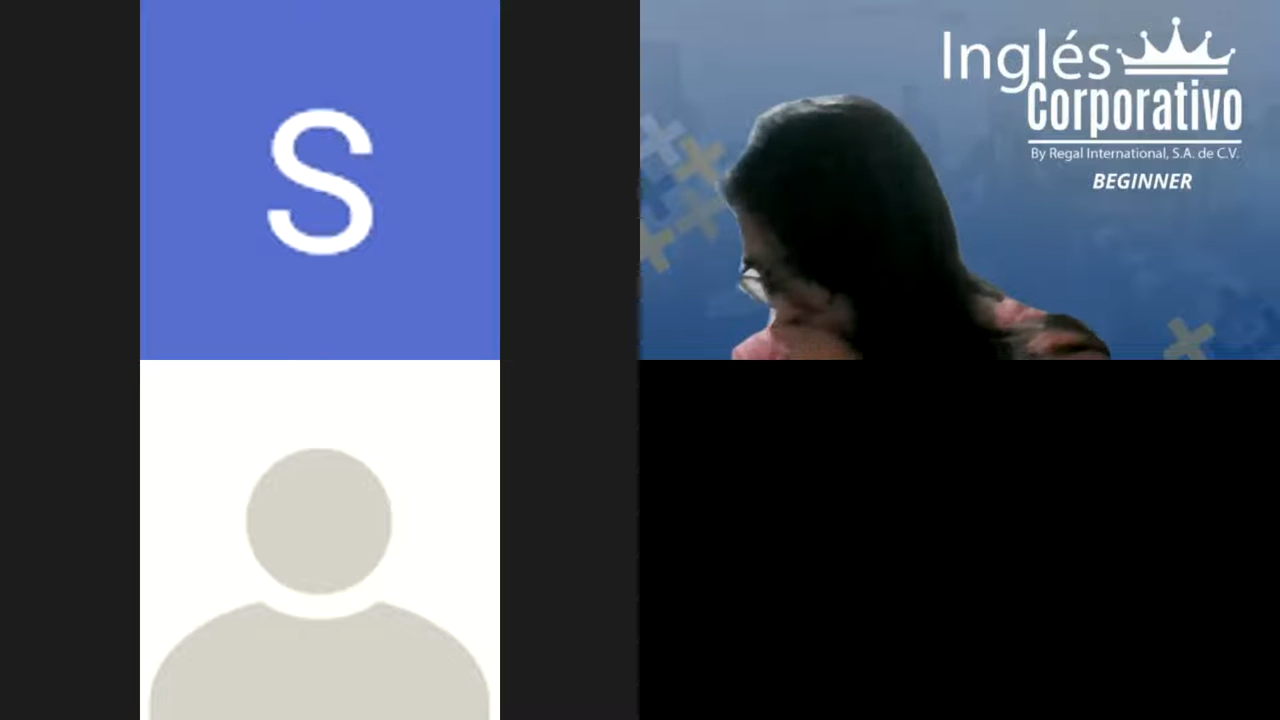 S
Inglés
Corporativo
By Regal International, S.A. de C.V.
BEGINNER